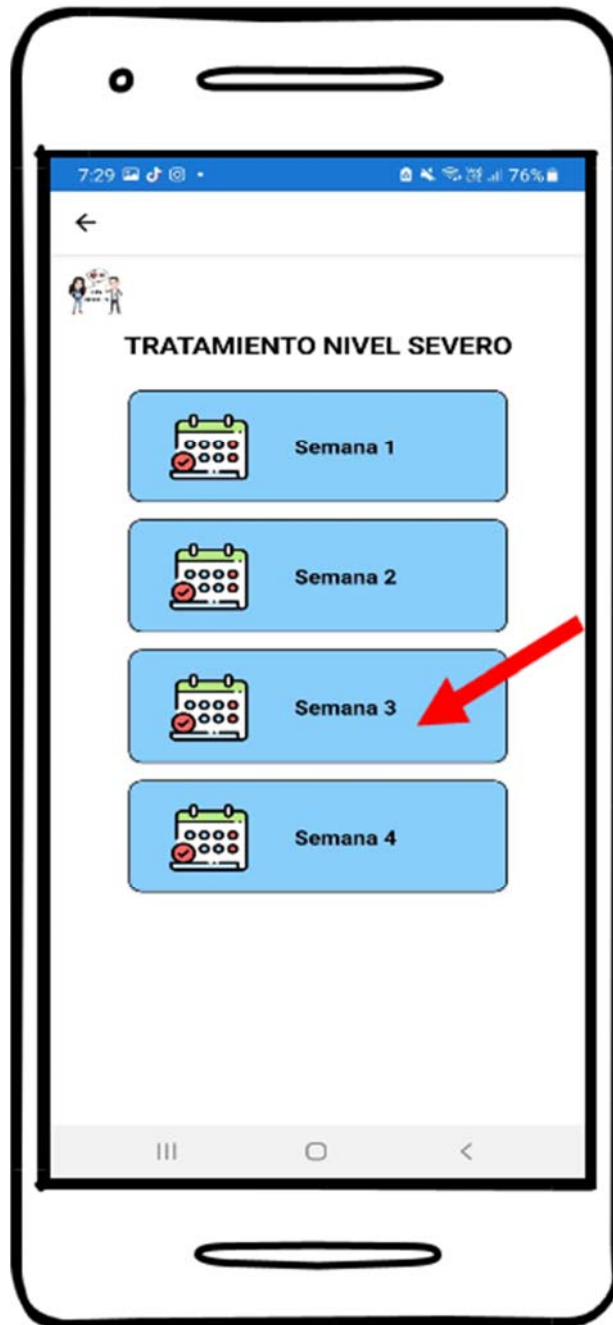 7:29 76%
TRATAMIENTO NIVEL SEVERO
Semana 1
Semana 2
Semana 3
Semana 4